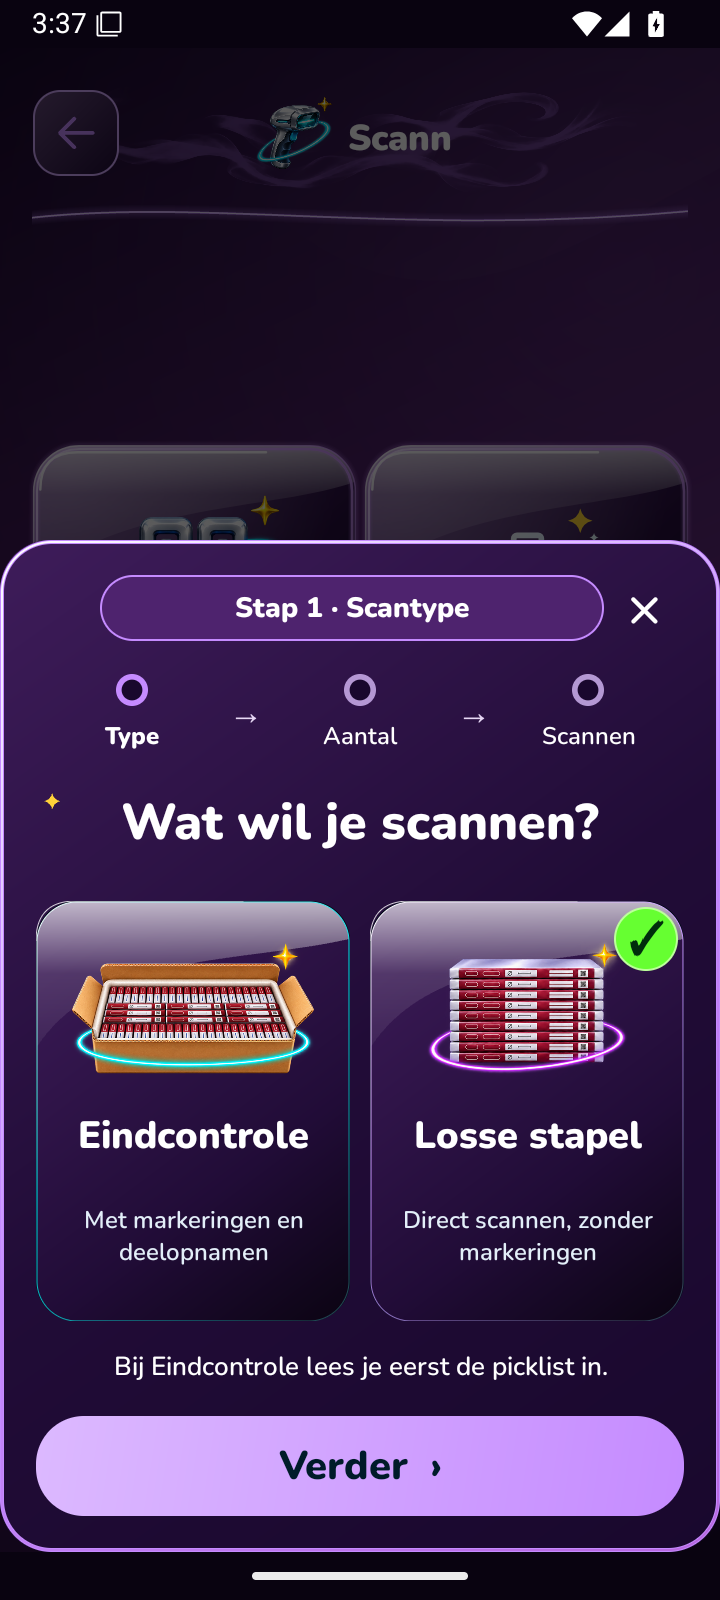 3:37
Scann
Stap 1 · Scantype
Type
→
Aantal
→
Scannen
Wat wil je scannen?
Eindcontrole
Losse stapel
Met markeringen en
deelopnamen
Direct scannen, zonder
markeringen
Bij Eindcontrole lees je eerst de picklist in.
Verder ›